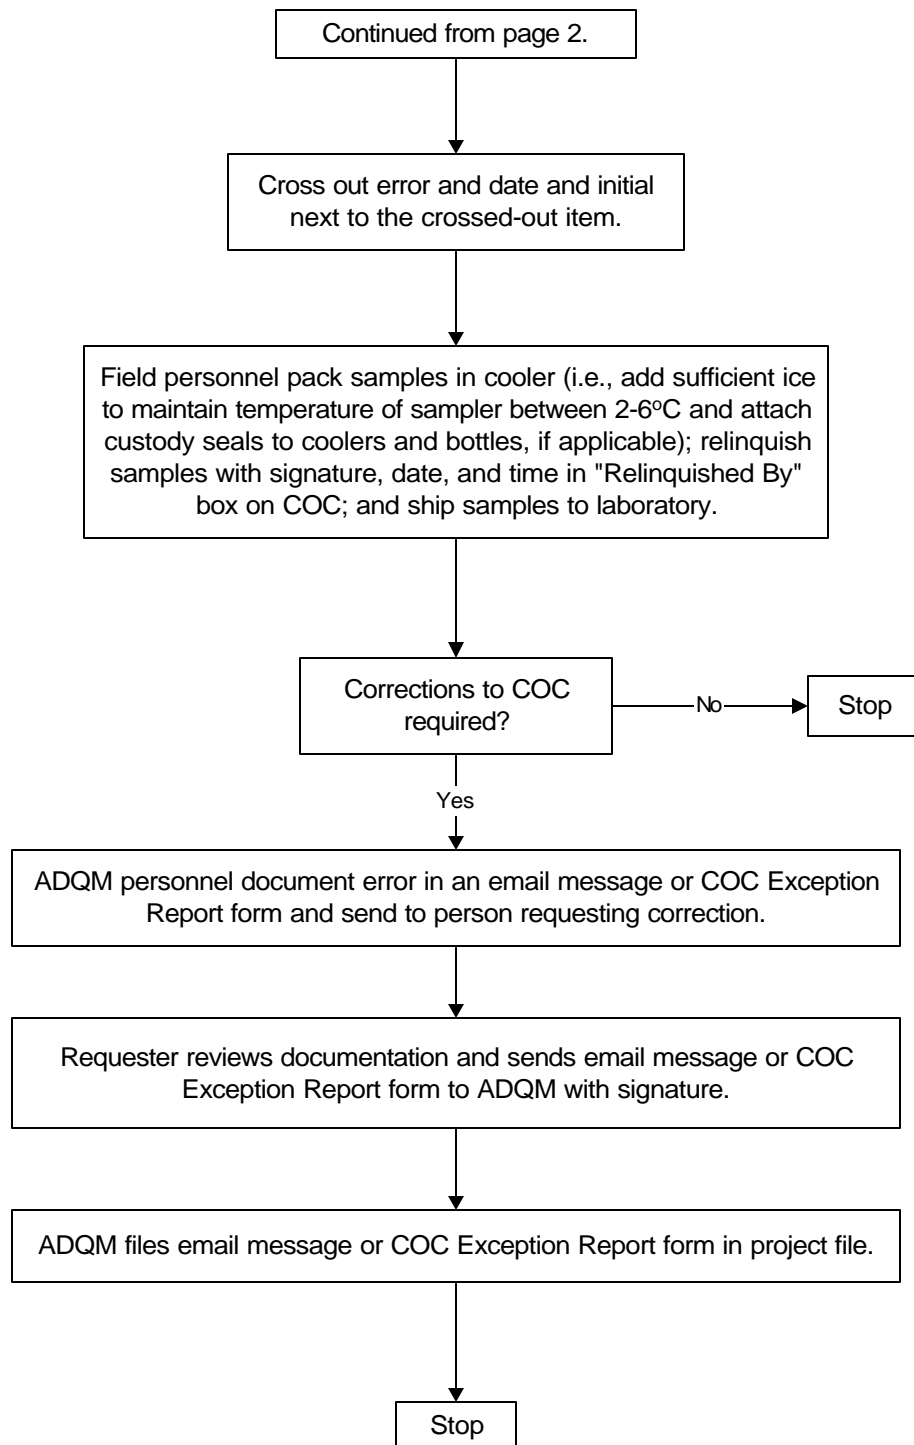 Continued from page 2.
Cross out error and date and initial
next to the crossed-out item.
Field personnel pack samples in cooler (i.e., add sufficient ice
to maintain temperature of sampler between 2-6ºC and attach
custody seals to coolers and bottles, if applicable); relinquish
samples with signature, date, and time in "Relinquished By"
box on COC; and ship samples to laboratory.
Corrections to COC
required?
No
Stop
Yes
ADQM personnel document error in an email message or COC Exception
Report form and send to person requesting correction.
Requester reviews documentation and sends email message or COC
Exception Report form to ADQM with signature.
ADQM files email message or COC Exception Report form in project file.
Stop